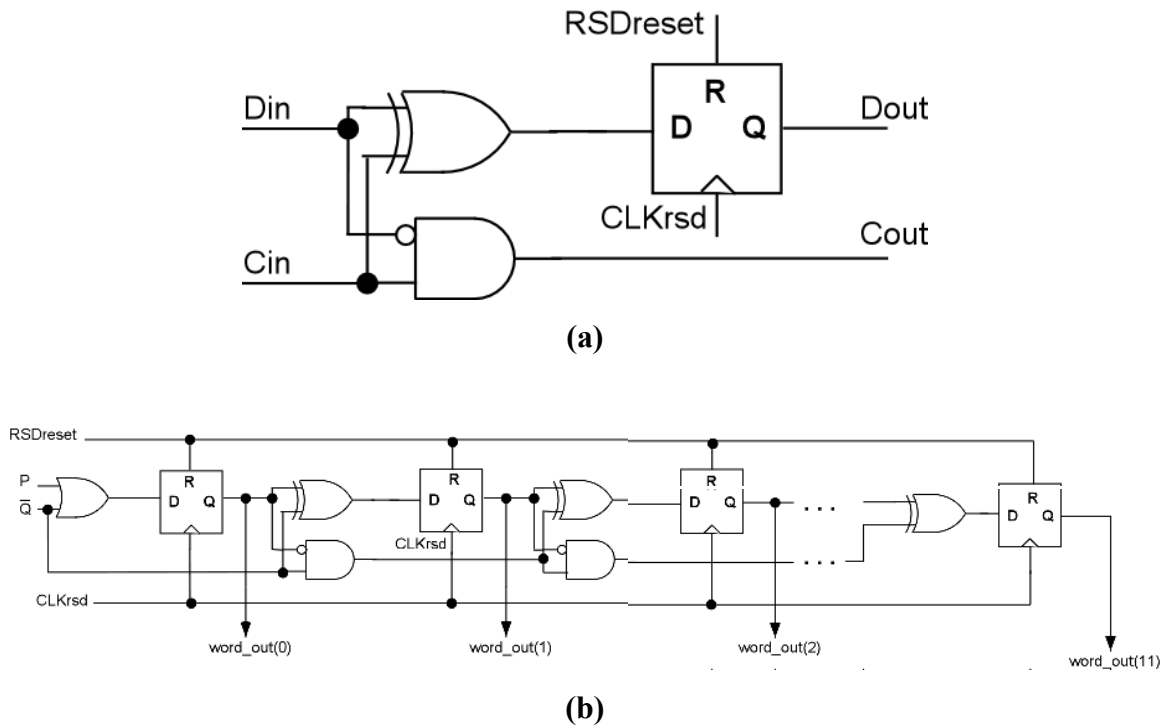 RSDreset
Din
R
D Q
Dout
CLKrsd
Cout
Cin
(a)
RSDreset
P
Q̅
R
D Q
R
D Q
CLKrsd
R
D Q
...
...
R
D Q
CLKrsd
word_out(0)
word_out(1)
word_out(2)
word_out(11)
(b)